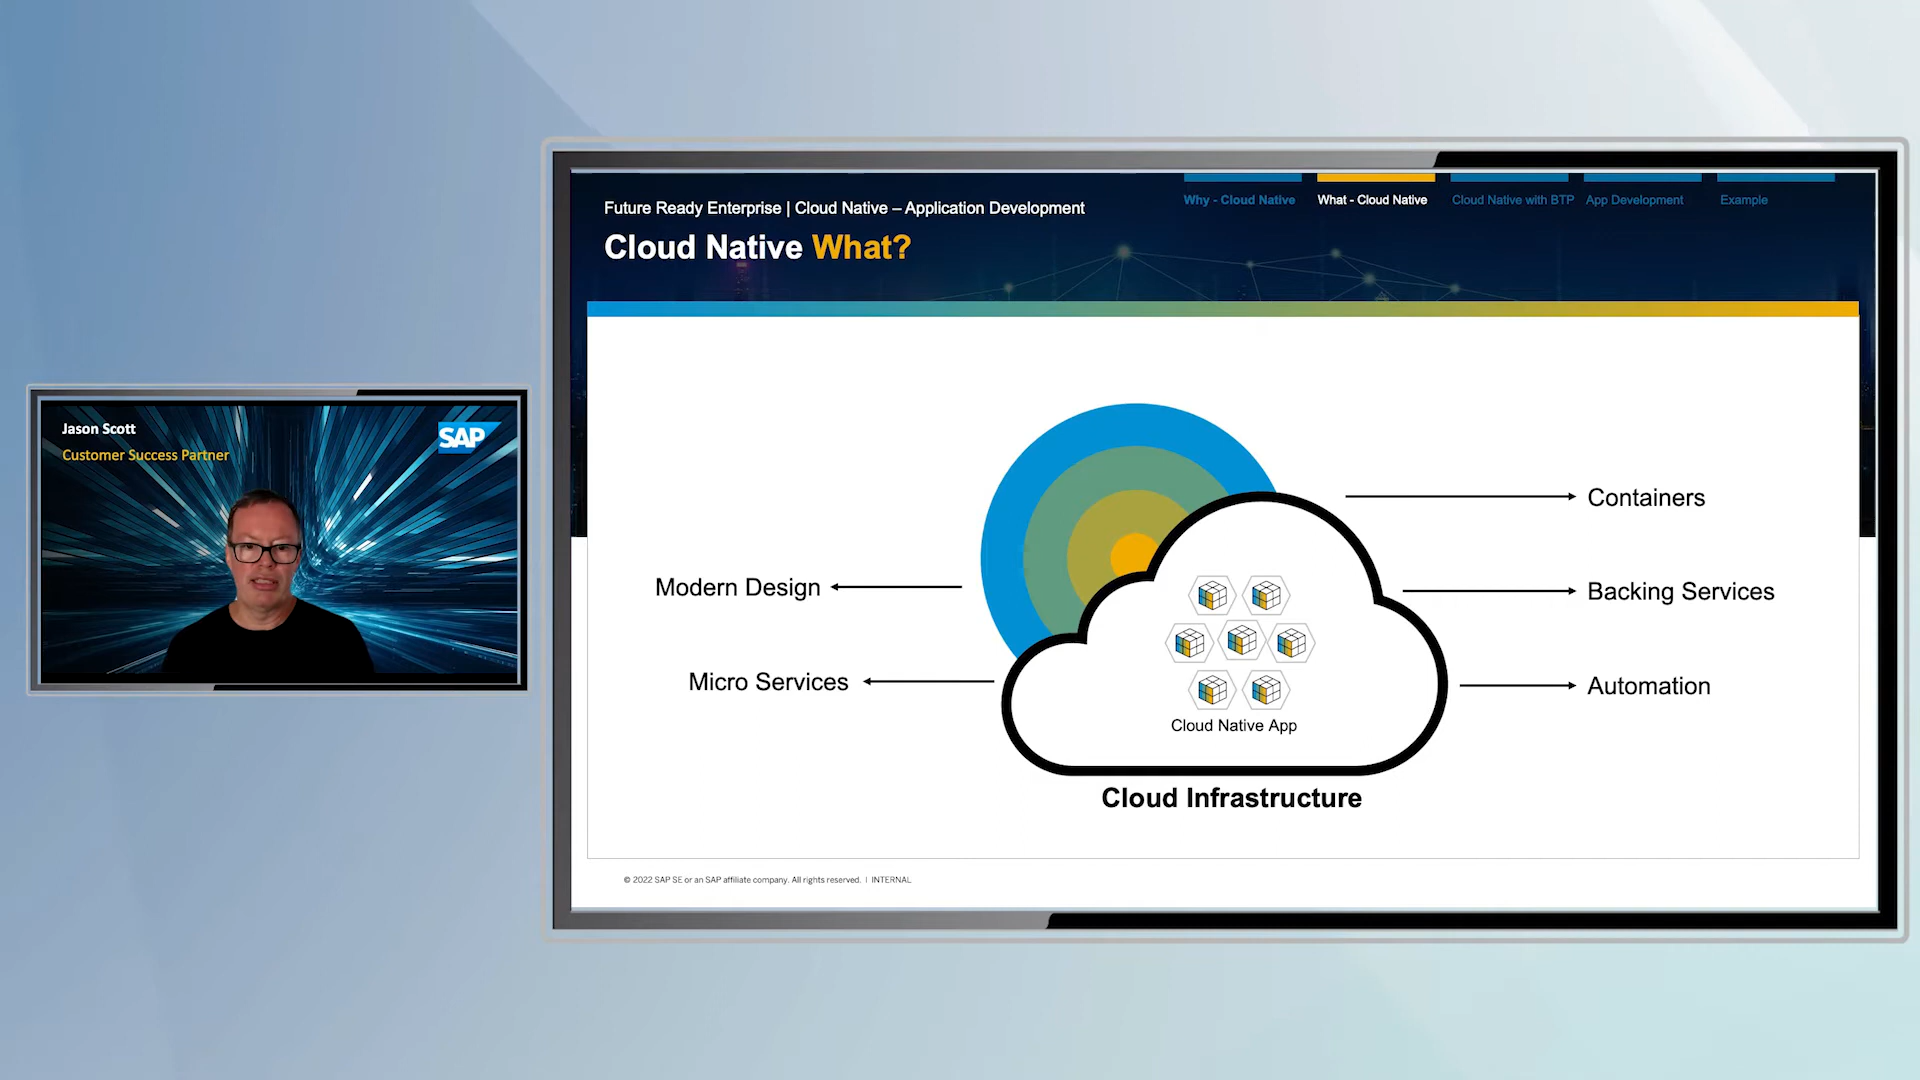 Jason Scott
Customer Success Partner
SAP
Future Ready Enterprise | Cloud Native – Application Development
Cloud Native What?
Why - Cloud Native
What - Cloud Native
Cloud Native with BTP
App Development
Example
Modern Design
Micro Services
Containers
Backing Services
Automation
Cloud Native App
Cloud Infrastructure
© 2022 SAP SE or an SAP affiliate company. All rights reserved. | INTERNAL